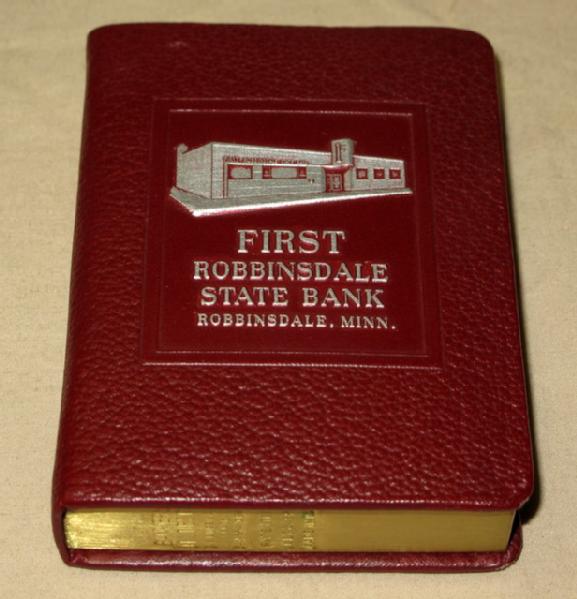 FIRST
ROBBINSDALE
STATE BANK
ROBBINSDALE, MINN.